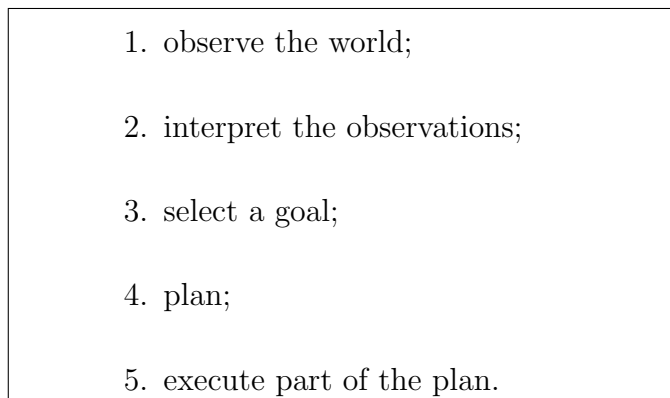 1. observe the world;
2. interpret the observations;
3. select a goal;
4. plan;
5. execute part of the plan.